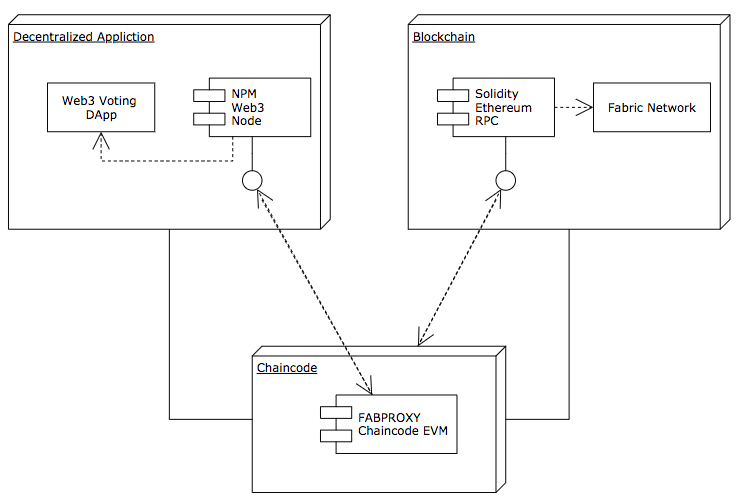 Decentralized Appliction
Web3 Voting
DApp
NPM
Web3
Node
Blockchain
Solidity
Ethereum
RPC
Fabric Network
Chaincode
FABPROXY
Chaincode EVM